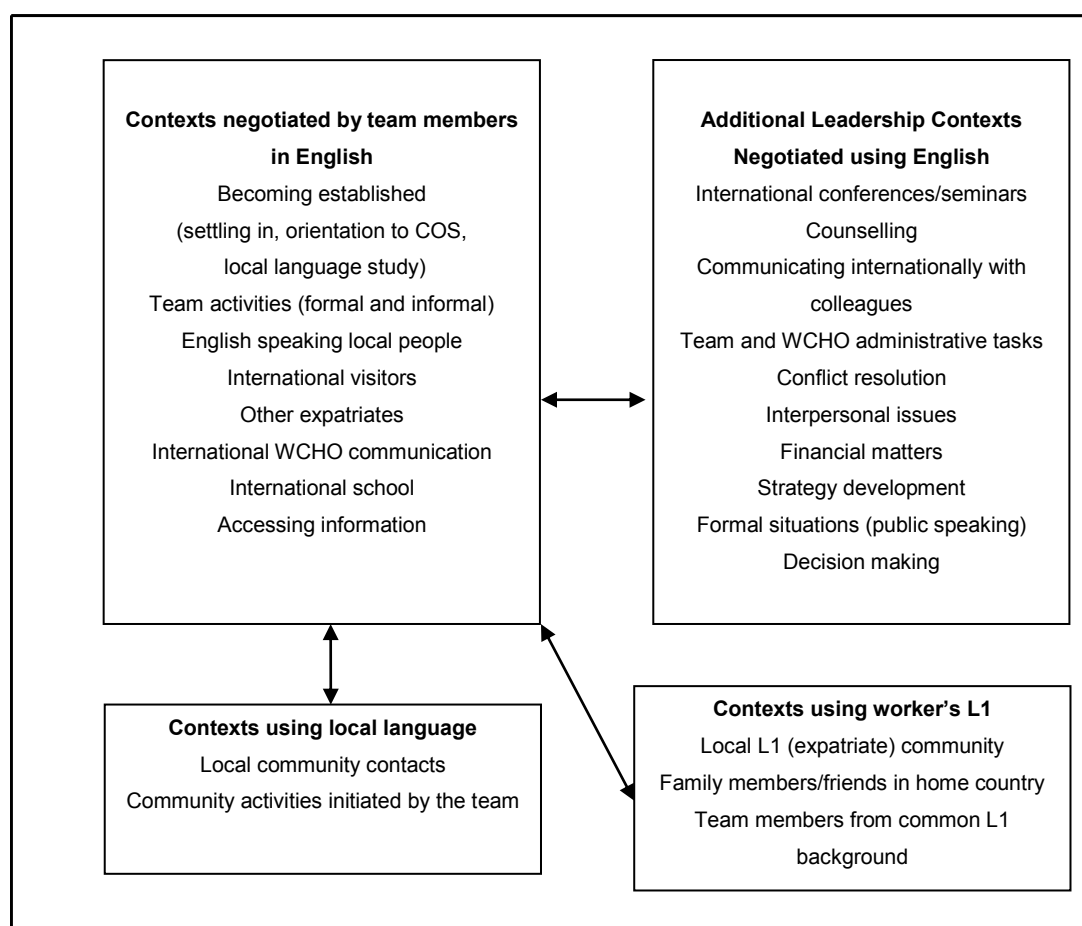 Contexts negotiated by team members
in English
Becoming established
(settling in, orientation to COS,
local language study)
Team activities (formal and informal)
English speaking local people
International visitors
Other expatriates
International WCHO communication
International school
Accessing information
Additional Leadership Contexts
Negotiated using English
International conferences/seminars
Counselling
Communicating internationally with
colleagues
Team and WCHO administrative tasks
Conflict resolution
Interpersonal issues
Financial matters
Strategy development
Formal situations (public speaking)
Decision making
Contexts using local language
Local community contacts
Community activities initiated by the team
Contexts using worker’s L1
Local L1 (expatriate) community
Family members/friends in home country
Team members from common L1
background